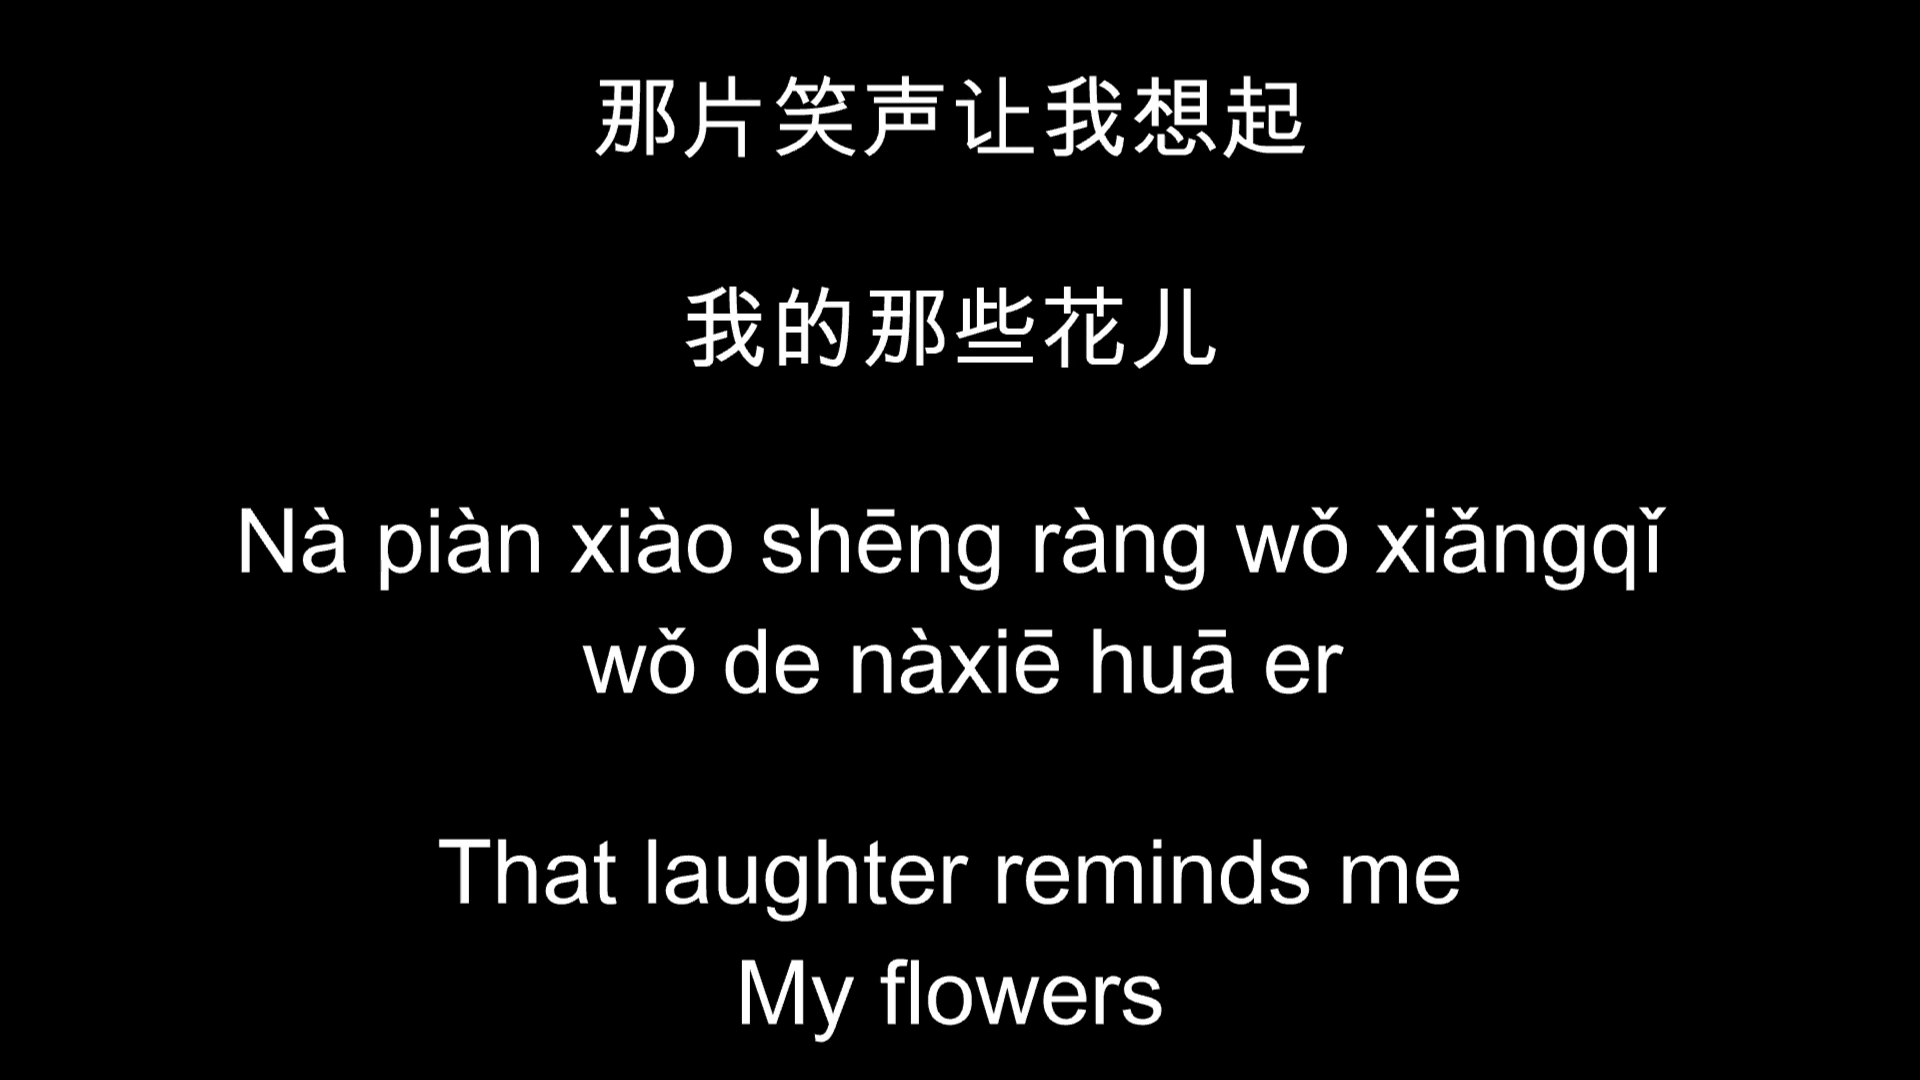 那片笑声让我想起
我的那些花儿
Nà piàn xiào shēng ràng wǒ xiǎngqǐ
wǒ de nàxiē huā er
That laughter reminds me
My flowers